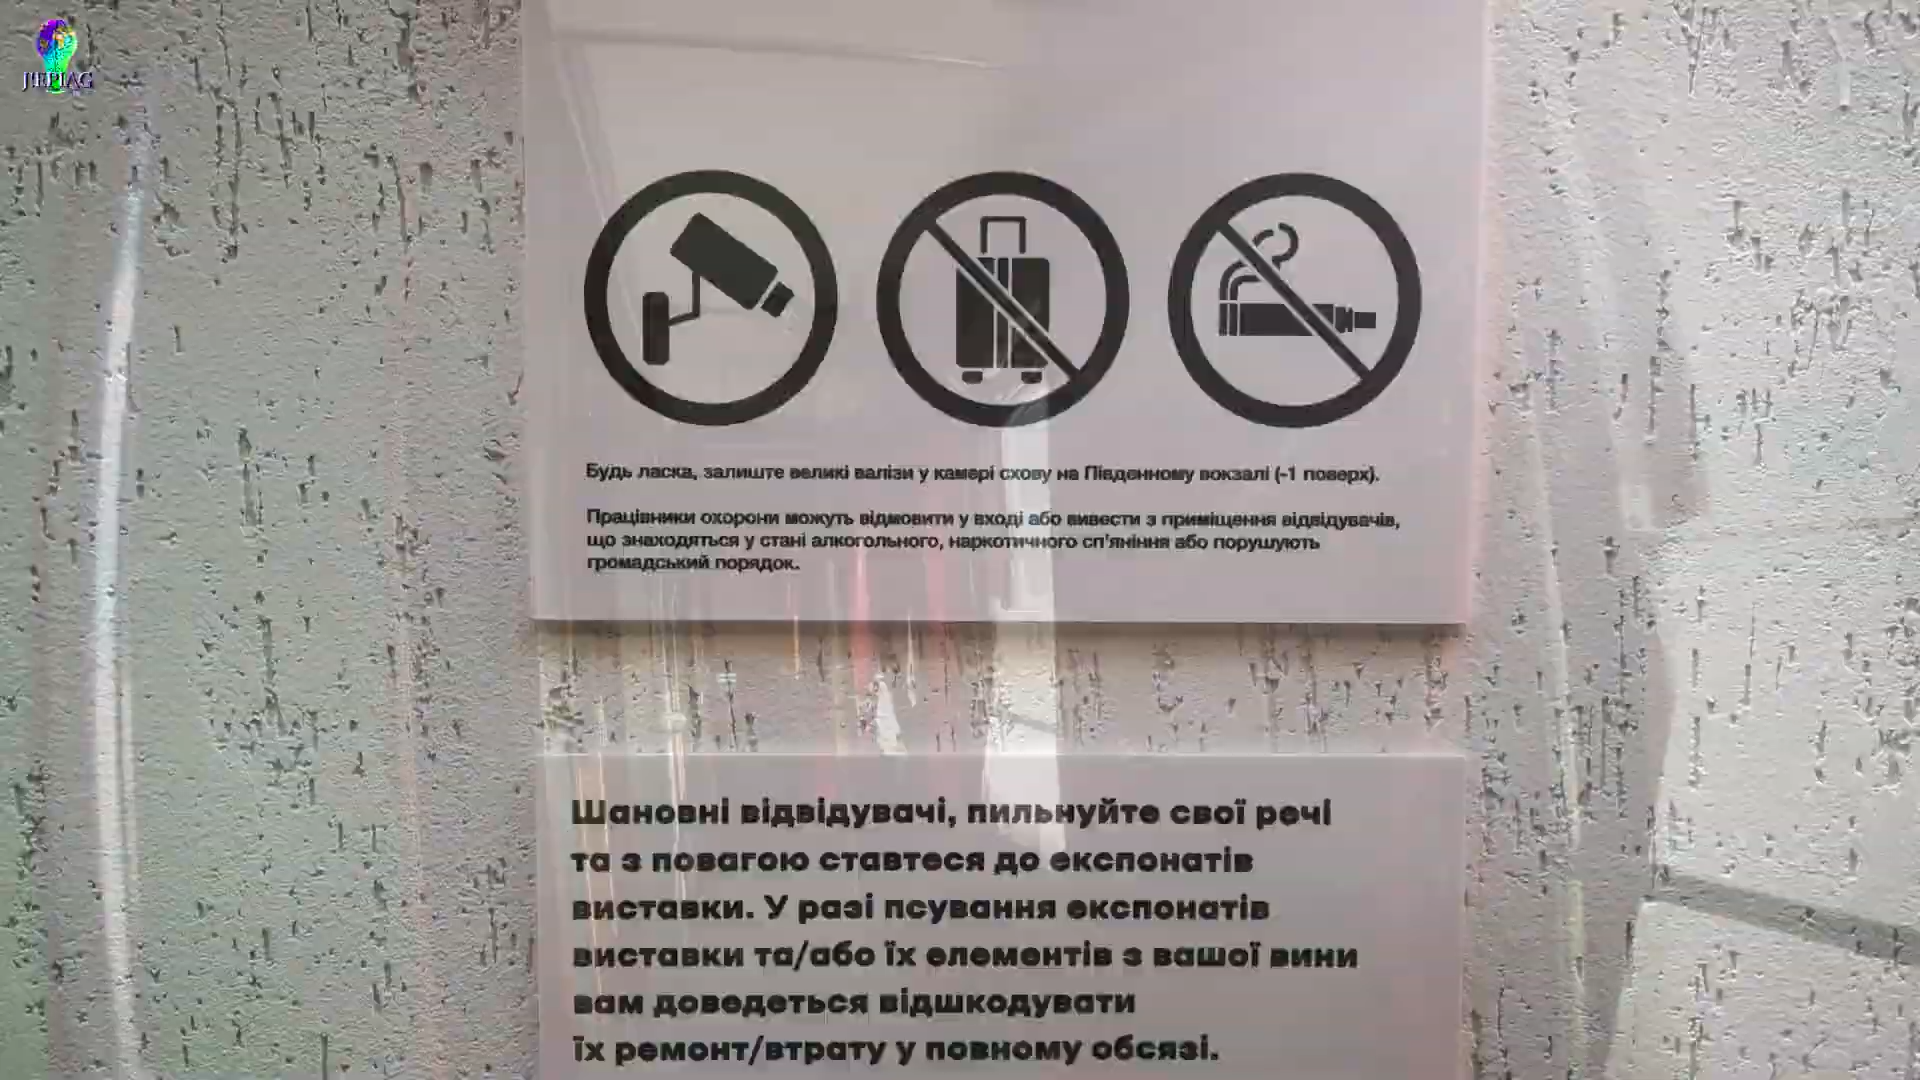 Будь ласка, залиште великі валізи у камері схову на Південному вокзалі (-1 поверх).
Працівники охорони можуть відмовити у вході або вивести з приміщення відвідувачів,
що знаходяться у стані алкогольного, наркотичного сп'яніння або порушують
громадський порядок.
Шановні відвідувачі, пильнуйте свої речі
та з повагою ставтеся до експонатів
виставки. У разі псування експонатів
виставки та/або їх елементів з вашої вини
вам доведеться відшкодувати
їх ремонт/втрату у повному обсязі.